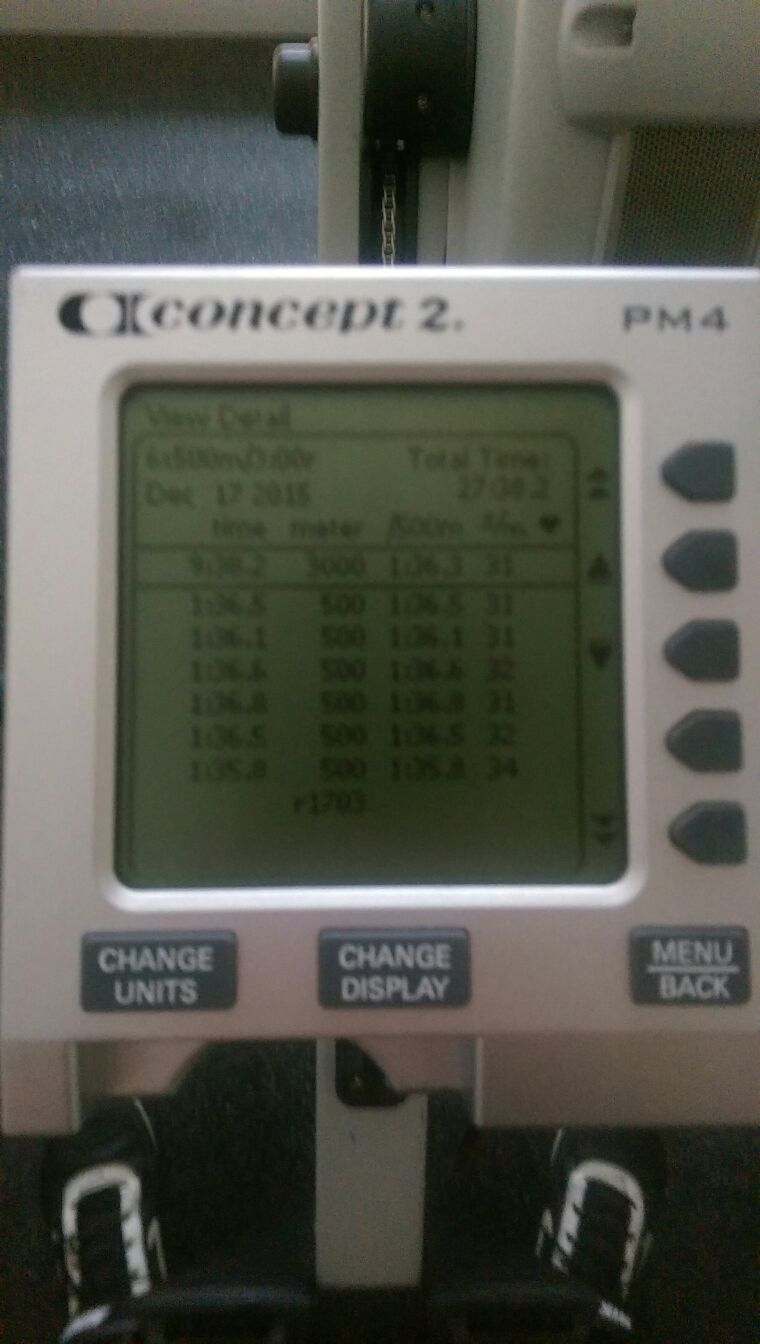 concept 2.
PM4
View Detail
6x500m/3:00r Total Time:
Dec 17 2015 27:38.2
time meter /500m s/m ♥
9:38.2 3000 1:36.3 31
1:36.5 500 1:36.5 31
1:36.1 500 1:36.1 31
1:36.6 500 1:36.6 32
1:36.8 500 1:36.8 31
1:36.5 500 1:36.5 32
1:35.8 500 1:35.8 34
r1703
CHANGE UNITS
CHANGE DISPLAY
MENU
BACK